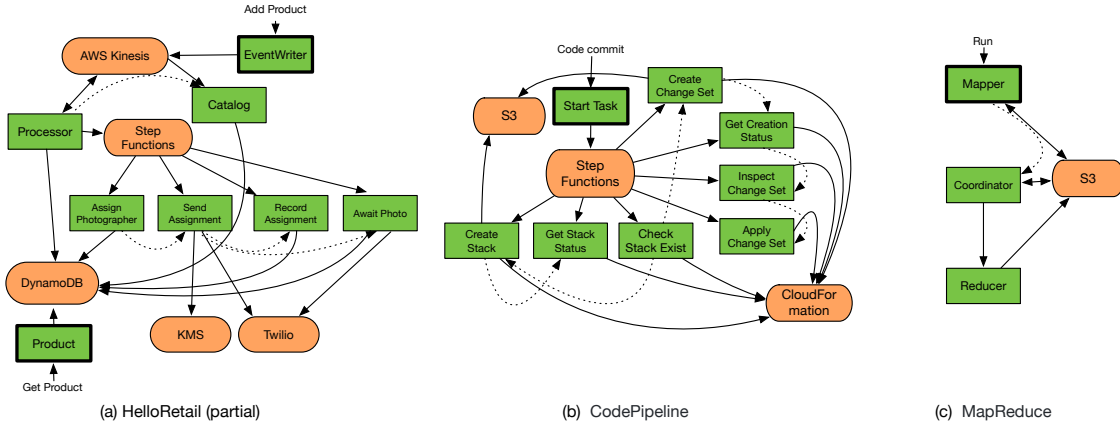 Add Product
AWS Kinesis
EventWriter
Catalog
Processor
Step
Functions
Assign
Photographer
Send
Assignment
Record
Assignment
Await Photo
DynamoDB
KMS
Twilio
Product
Get Product
(a) HelloRetail (partial)
Code commit
Create
Change Set
Start Task
S3
Get Creation
Status
Step
Functions
Inspect
Change Set
Create
Stack
Get Stack
Status
Check
Stack Exist
Apply
Change Set
CloudFor
mation
(b) CodePipeline
Run
Mapper
Coordinator
S3
Reducer
(c) MapReduce